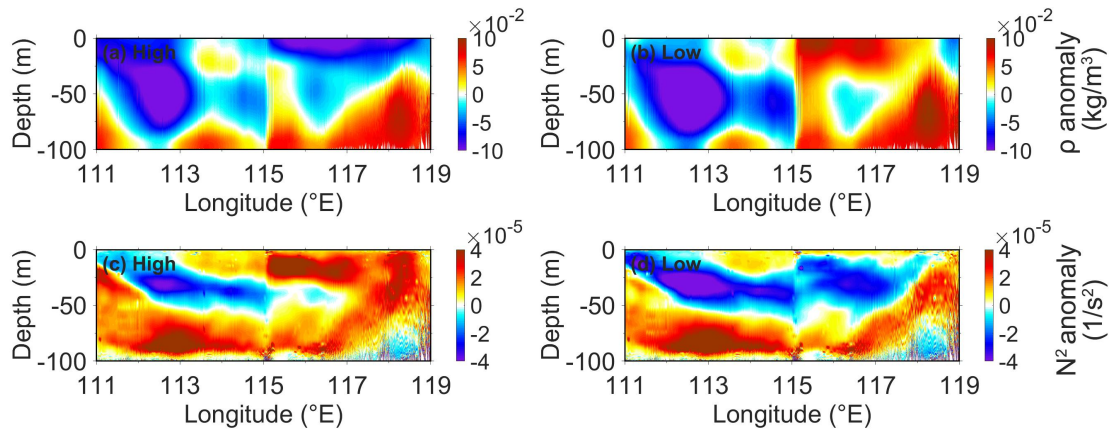 ×10⁻² ×10⁻²
0 (a) High 10 0 (b) Low 10
5 5
-50 0 -50 0
-5 -5
-100 -10 -100 -10
Depth (m) Depth (m) ρ anomaly
(kg/m³)
111 113 115 117 119 111 113 115 117 119
Longitude (°E) Longitude (°E)
×10⁻⁵ ×10⁻⁵
0 (c) High 4 0 (d) Low 4
2 2
-50 0 -50 0
-2 -2
-100 -4 -100 -4
Depth (m) Depth (m) N² anomaly
(1/s²)
111 113 115 117 119 111 113 115 117 119
Longitude (°E) Longitude (°E)